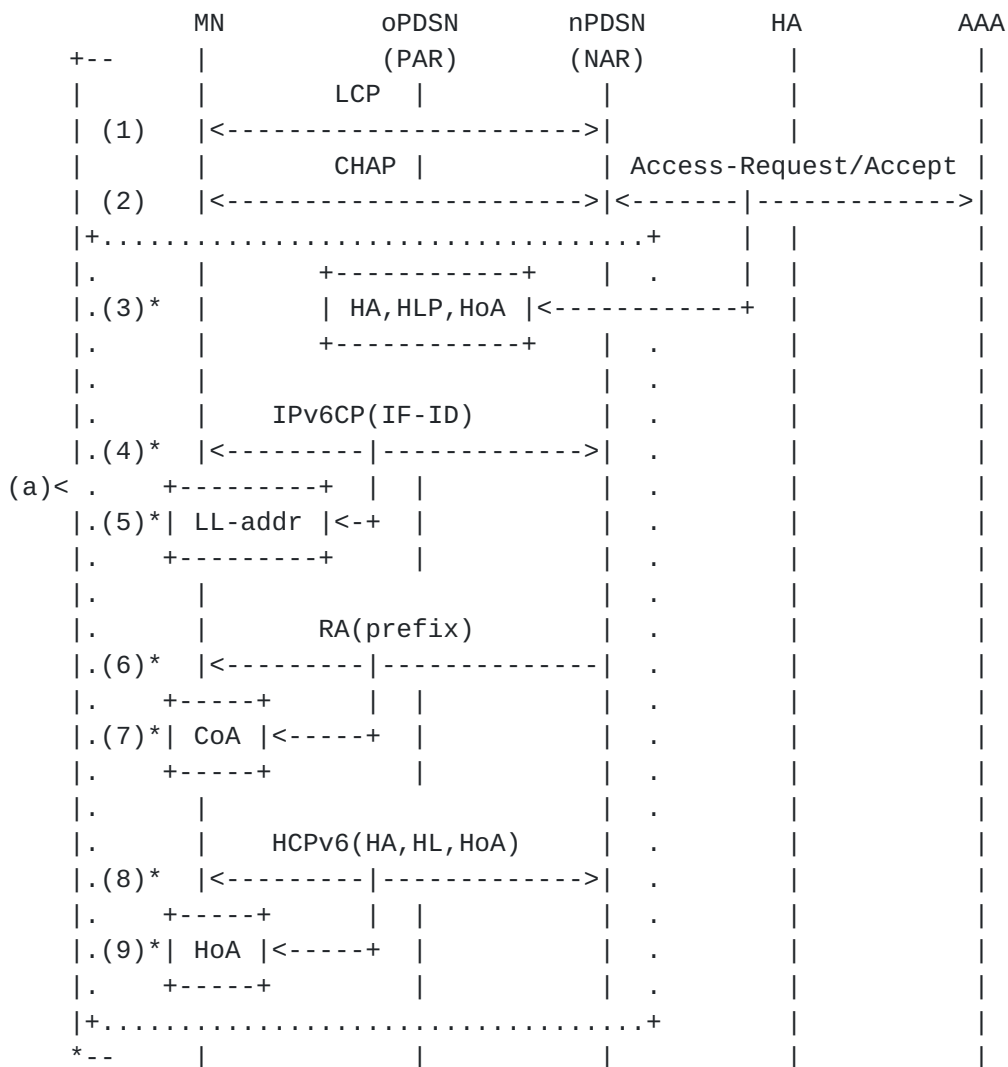 MN          oPDSN       nPDSN        HA          AAA
    +--     |           (PAR)       (NAR)         |           |
    |       |        LCP  |           |           |           |
    | (1)   |<----------------------->|           |           |
    |       |        CHAP |           | Access-Request/Accept |
    | (2)   |<----------------------->|<-------|------------->|
    |+...................................+     |  |           |
    |.      |       +------------+    |  .     |  |           |
    |.(3)*  |       | HA,HLP,HoA |<------------+  |           |
    |.      |       +------------+    |  .        |           |
    |.      |                         |  .        |           |
    |.      |    IPv6CP(IF-ID)        |  .        |           |
    |.(4)*  |<---------|------------->|  .        |           |
(a)< .    +---------+  |  |           |  .        |           |
    |.(5)*| LL-addr |<-+  |           |  .        |           |
    |.    +---------+     |           |  .        |           |
    |.      |                         |  .        |           |
    |.      |       RA(prefix)        |  .        |           |
    |.(6)*  |<---------|--------------|  .        |           |
    |.    +-----+      |  |           |  .        |           |
    |.(7)*| CoA |<-----+  |           |  .        |           |
    |.    +-----+         |           |  .        |           |
    |.      |                         |  .        |           |
    |.      |    HCPv6(HA,HL,HoA)     |  .        |           |
    |.(8)*  |<---------|------------->|  .        |           |
    |.    +-----+      |  |           |  .        |           |
    |.(9)*| HoA |<-----+  |           |  .        |           |
    |.    +-----+         |           |  .        |           |
    |+...................................+        |           |
    *--     |             |           |           |           |